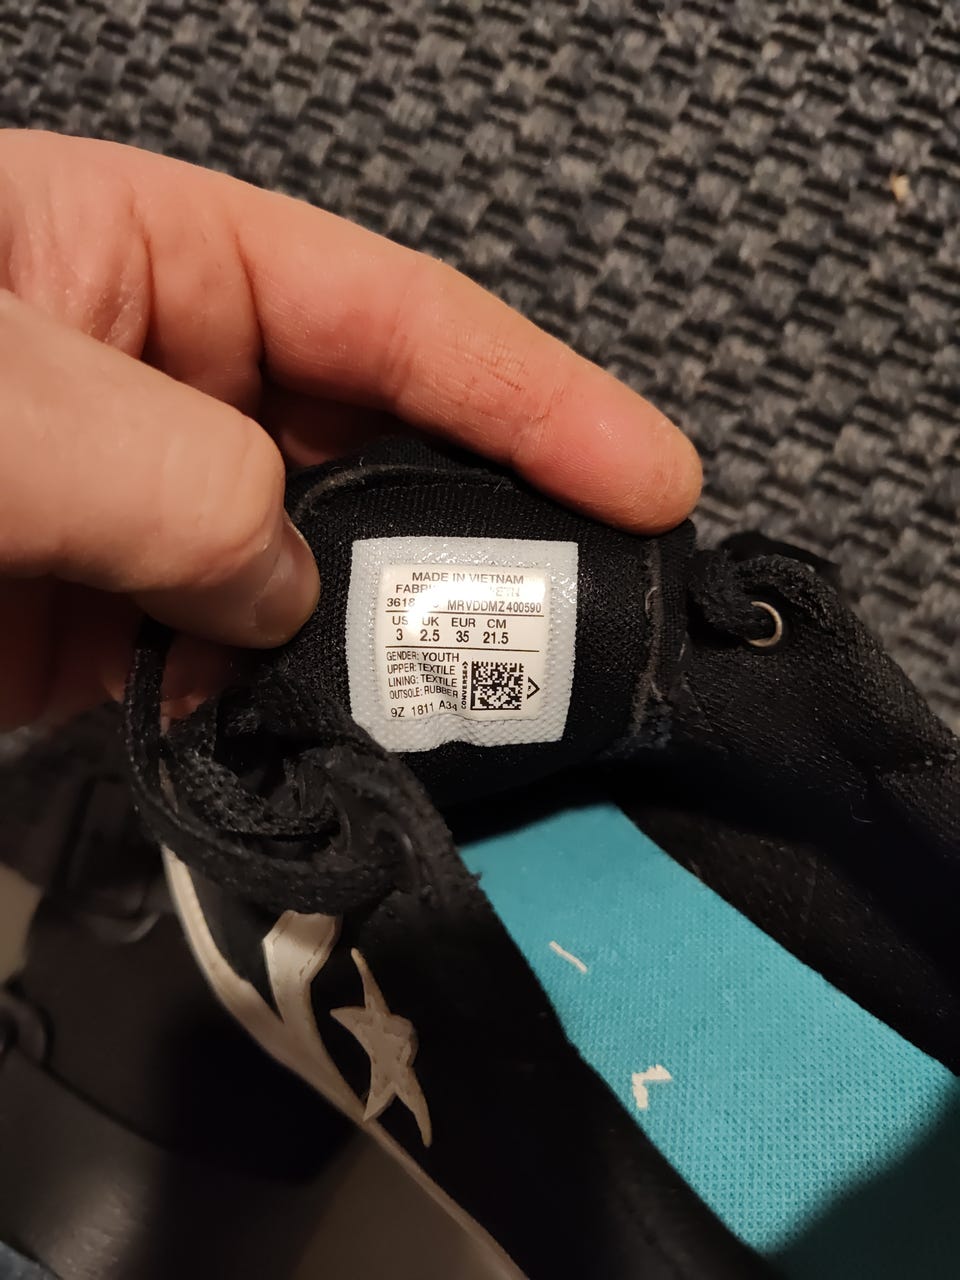 MADE IN VIETNAM
3618 MRVDDMZ400590
US UK EUR CM
3 2.5 35 21.5
GENDER: YOUTH
UPPER: TEXTILE
LINING: TEXTILE
OUTSOLE: RUBBER
9Z 1811 A34
CONVERSE